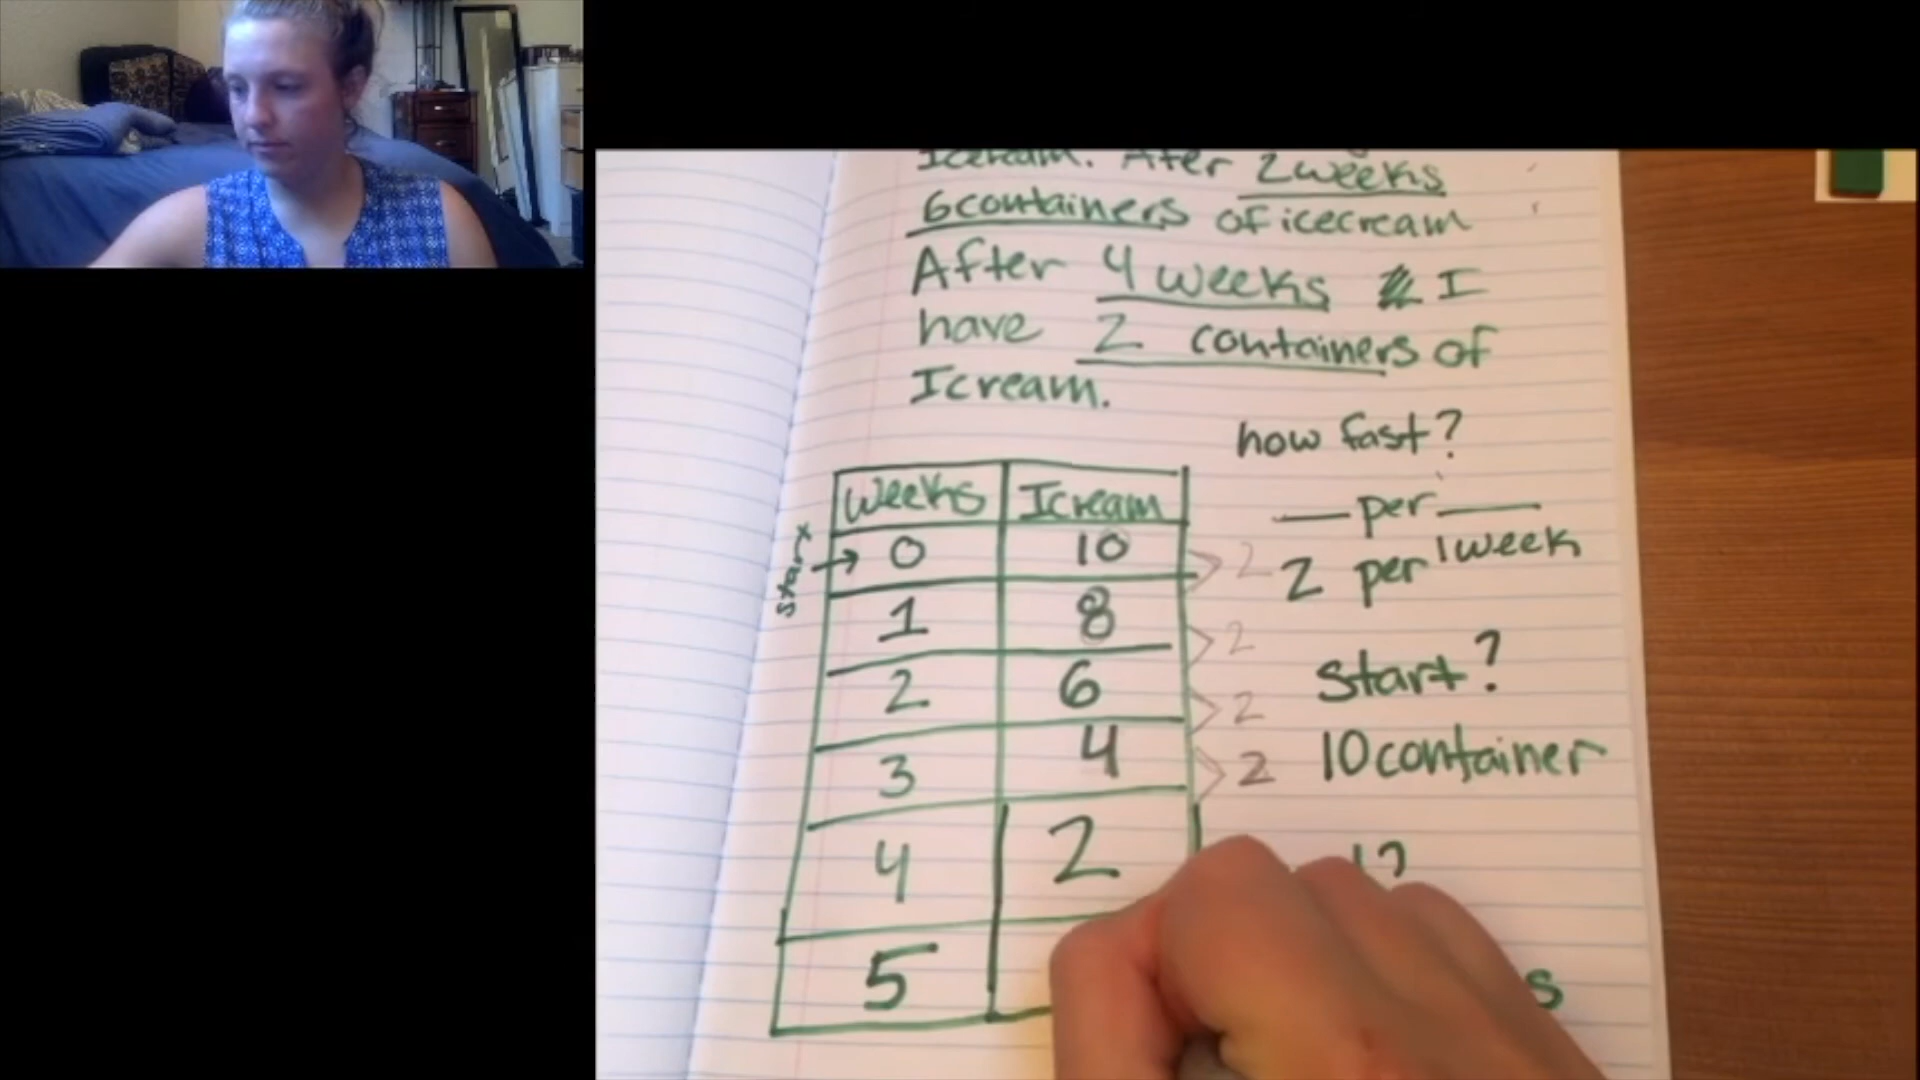 Icecream. After 2 weeks
6 containers of icecream
After 4 weeks I
have 2 containers of
Icream.
how fast?
per
2 per 1 week
start?
10 container
Weeks Icream
start → 0 10
1 8
2 6
3 4
4 2
5
2
2
2
2
s